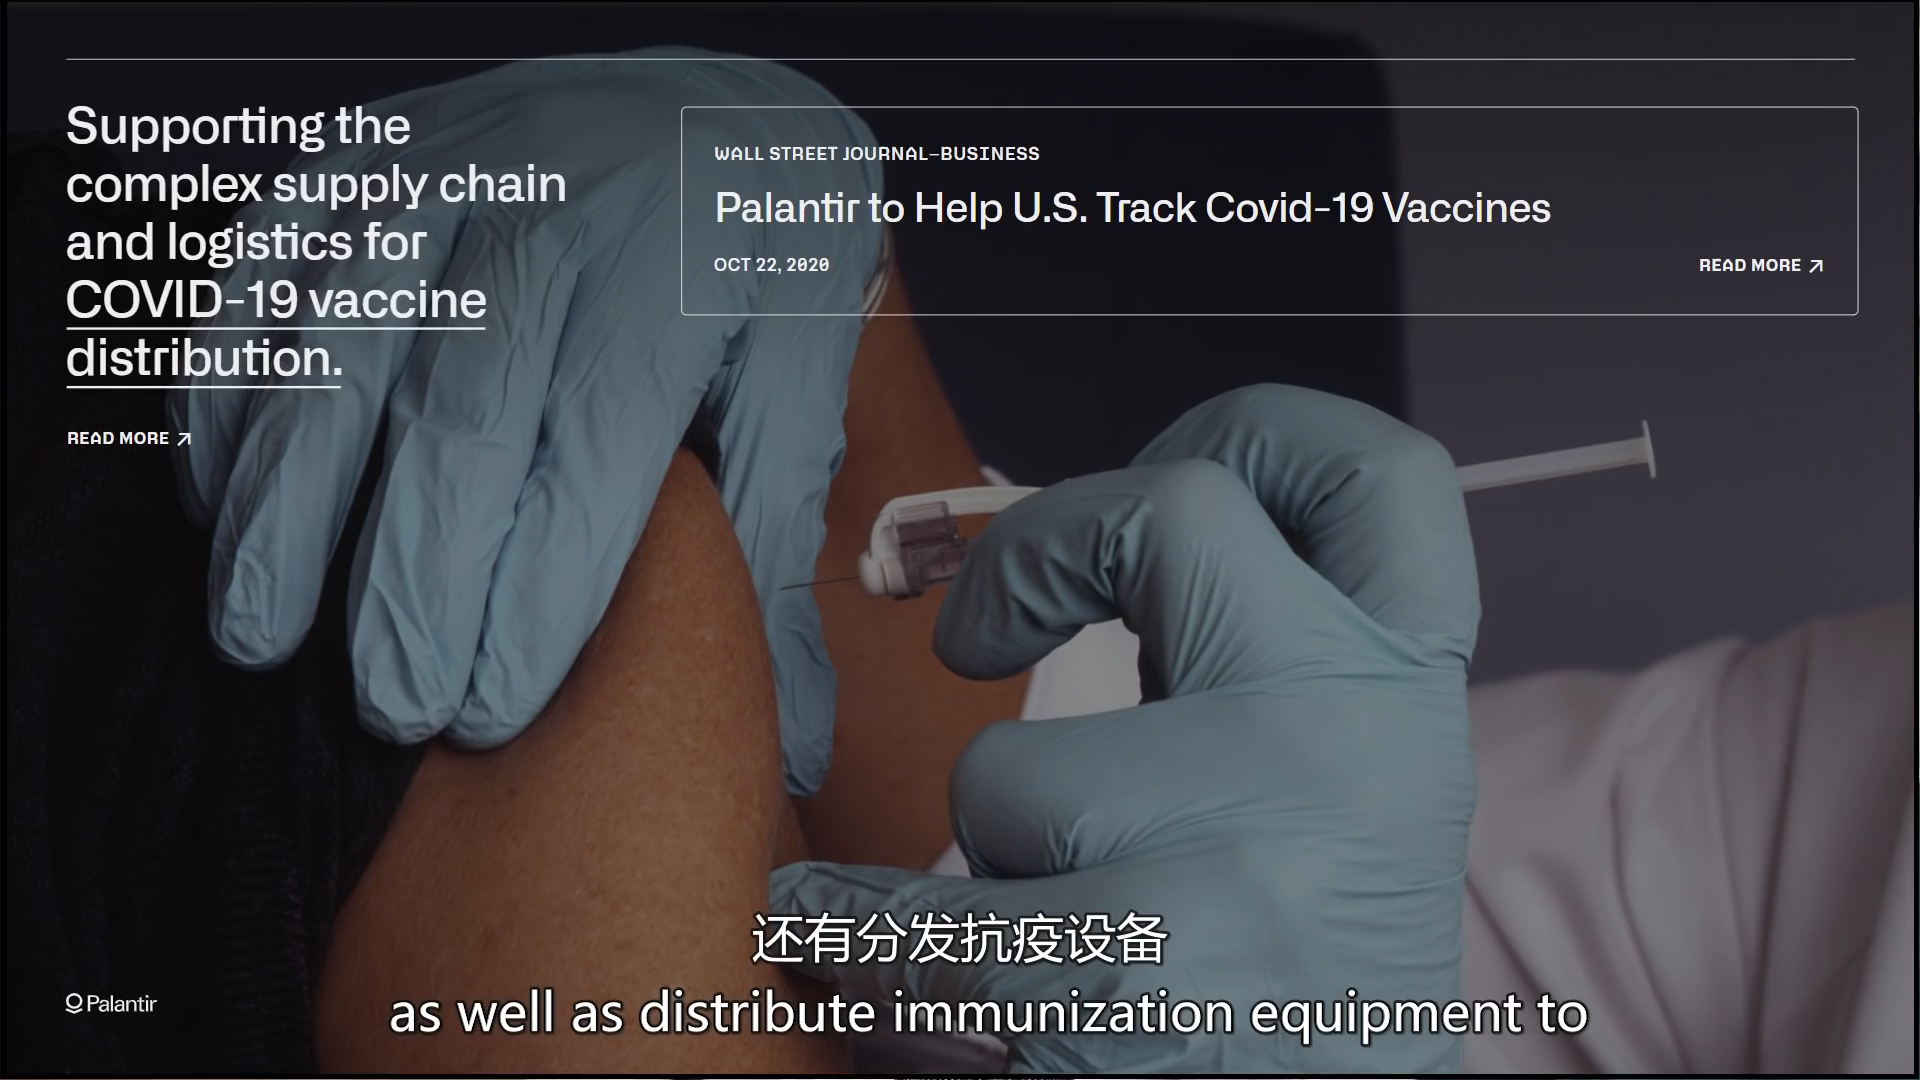 Supporting the
complex supply chain
and logistics for
COVID-19 vaccine
distribution.
READ MORE
WALL STREET JOURNAL–BUSINESS
Palantir to Help U.S. Track Covid-19 Vaccines
OCT 22, 2020
READ MORE
还有分发抗疫设备
as well as distribute immunization equipment to
Palantir